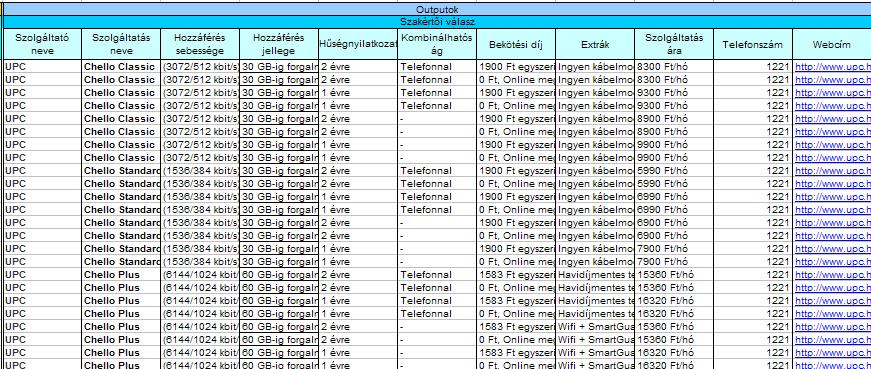 Outputok
Szakértői válasz
Szolgáltató neve Szolgáltatás neve Hozzáférés sebessége Hozzáférés jellege Hűségnyilatkozat Kombinálhatóság Bekötési díj Extrák Szolgáltatás ára Telefonszám Webcím
UPC Chello Classic (3072/512 kbit/s) 30 GB-ig forgalm 2 évre Telefonnal 1900 Ft egyszeri Ingyen kábelmo 8300 Ft/hó 1221 http://www.upc.h
UPC Chello Classic (3072/512 kbit/s) 30 GB-ig forgalm 2 évre Telefonnal 0 Ft, Online meg Ingyen kábelmo 8300 Ft/hó 1221 http://www.upc.h
UPC Chello Classic (3072/512 kbit/s) 30 GB-ig forgalm 1 évre Telefonnal 1900 Ft egyszeri Ingyen kábelmo 9300 Ft/hó 1221 http://www.upc.h
UPC Chello Classic (3072/512 kbit/s) 30 GB-ig forgalm 1 évre Telefonnal 0 Ft, Online meg Ingyen kábelmo 9300 Ft/hó 1221 http://www.upc.h
UPC Chello Classic (3072/512 kbit/s) 30 GB-ig forgalm 2 évre - 1900 Ft egyszeri Ingyen kábelmo 8900 Ft/hó 1221 http://www.upc.h
UPC Chello Classic (3072/512 kbit/s) 30 GB-ig forgalm 2 évre - 0 Ft, Online meg Ingyen kábelmo 8900 Ft/hó 1221 http://www.upc.h
UPC Chello Classic (3072/512 kbit/s) 30 GB-ig forgalm 1 évre - 1900 Ft egyszeri Ingyen kábelmo 9900 Ft/hó 1221 http://www.upc.h
UPC Chello Classic (3072/512 kbit/s) 30 GB-ig forgalm 1 évre - 0 Ft, Online meg Ingyen kábelmo 9900 Ft/hó 1221 http://www.upc.h
UPC Chello Standard (1536/384 kbit/s) 30 GB-ig forgalm 2 évre Telefonnal 1900 Ft egyszeri Ingyen kábelmo 5990 Ft/hó 1221 http://www.upc.h
UPC Chello Standard (1536/384 kbit/s) 30 GB-ig forgalm 2 évre Telefonnal 0 Ft, Online meg Ingyen kábelmo 5990 Ft/hó 1221 http://www.upc.h
UPC Chello Standard (1536/384 kbit/s) 30 GB-ig forgalm 1 évre Telefonnal 1900 Ft egyszeri Ingyen kábelmo 6900 Ft/hó 1221 http://www.upc.h
UPC Chello Standard (1536/384 kbit/s) 30 GB-ig forgalm 1 évre Telefonnal 0 Ft, Online meg Ingyen kábelmo 6900 Ft/hó 1221 http://www.upc.h
UPC Chello Standard (1536/384 kbit/s) 30 GB-ig forgalm 2 évre - 1900 Ft egyszeri Ingyen kábelmo 6900 Ft/hó 1221 http://www.upc.h
UPC Chello Standard (1536/384 kbit/s) 30 GB-ig forgalm 2 évre - 0 Ft, Online meg Ingyen kábelmo 6900 Ft/hó 1221 http://www.upc.h
UPC Chello Standard (1536/384 kbit/s) 30 GB-ig forgalm 1 évre - 1900 Ft egyszeri Ingyen kábelmo 7900 Ft/hó 1221 http://www.upc.h
UPC Chello Standard (1536/384 kbit/s) 30 GB-ig forgalm 1 évre - 0 Ft, Online meg Ingyen kábelmo 7900 Ft/hó 1221 http://www.upc.h
UPC Chello Plus (6144/1024 kbit/ 60 GB-ig forgalm 2 évre Telefonnal 1583 Ft egyszeri Havidíjmentes te 15360 Ft/hó 1221 http://www.upc.h
UPC Chello Plus (6144/1024 kbit/ 60 GB-ig forgalm 2 évre Telefonnal 0 Ft, Online meg Havidíjmentes te 15360 Ft/hó 1221 http://www.upc.h
UPC Chello Plus (6144/1024 kbit/ 60 GB-ig forgalm 1 évre Telefonnal 1583 Ft egyszeri Havidíjmentes te 16320 Ft/hó 1221 http://www.upc.h
UPC Chello Plus (6144/1024 kbit/ 60 GB-ig forgalm 1 évre Telefonnal 0 Ft, Online meg Havidíjmentes te 16320 Ft/hó 1221 http://www.upc.h
UPC Chello Plus (6144/1024 kbit/ 60 GB-ig forgalm 2 évre - 1583 Ft egyszeri Wifi + SmartGua 15360 Ft/hó 1221 http://www.upc.h
UPC Chello Plus (6144/1024 kbit/ 60 GB-ig forgalm 2 évre - 0 Ft, Online meg Wifi + SmartGua 15360 Ft/hó 1221 http://www.upc.h
UPC Chello Plus (6144/1024 kbit/ 60 GB-ig forgalm 1 évre - 1583 Ft egyszeri Wifi + SmartGua 16320 Ft/hó 1221 http://www.upc.h
UPC Chello Plus (6144/1024 kbit/ 60 GB-ig forgalm 1 évre - 0 Ft, Online meg Wifi + SmartGua 16320 Ft/hó 1221 http://www.upc.h